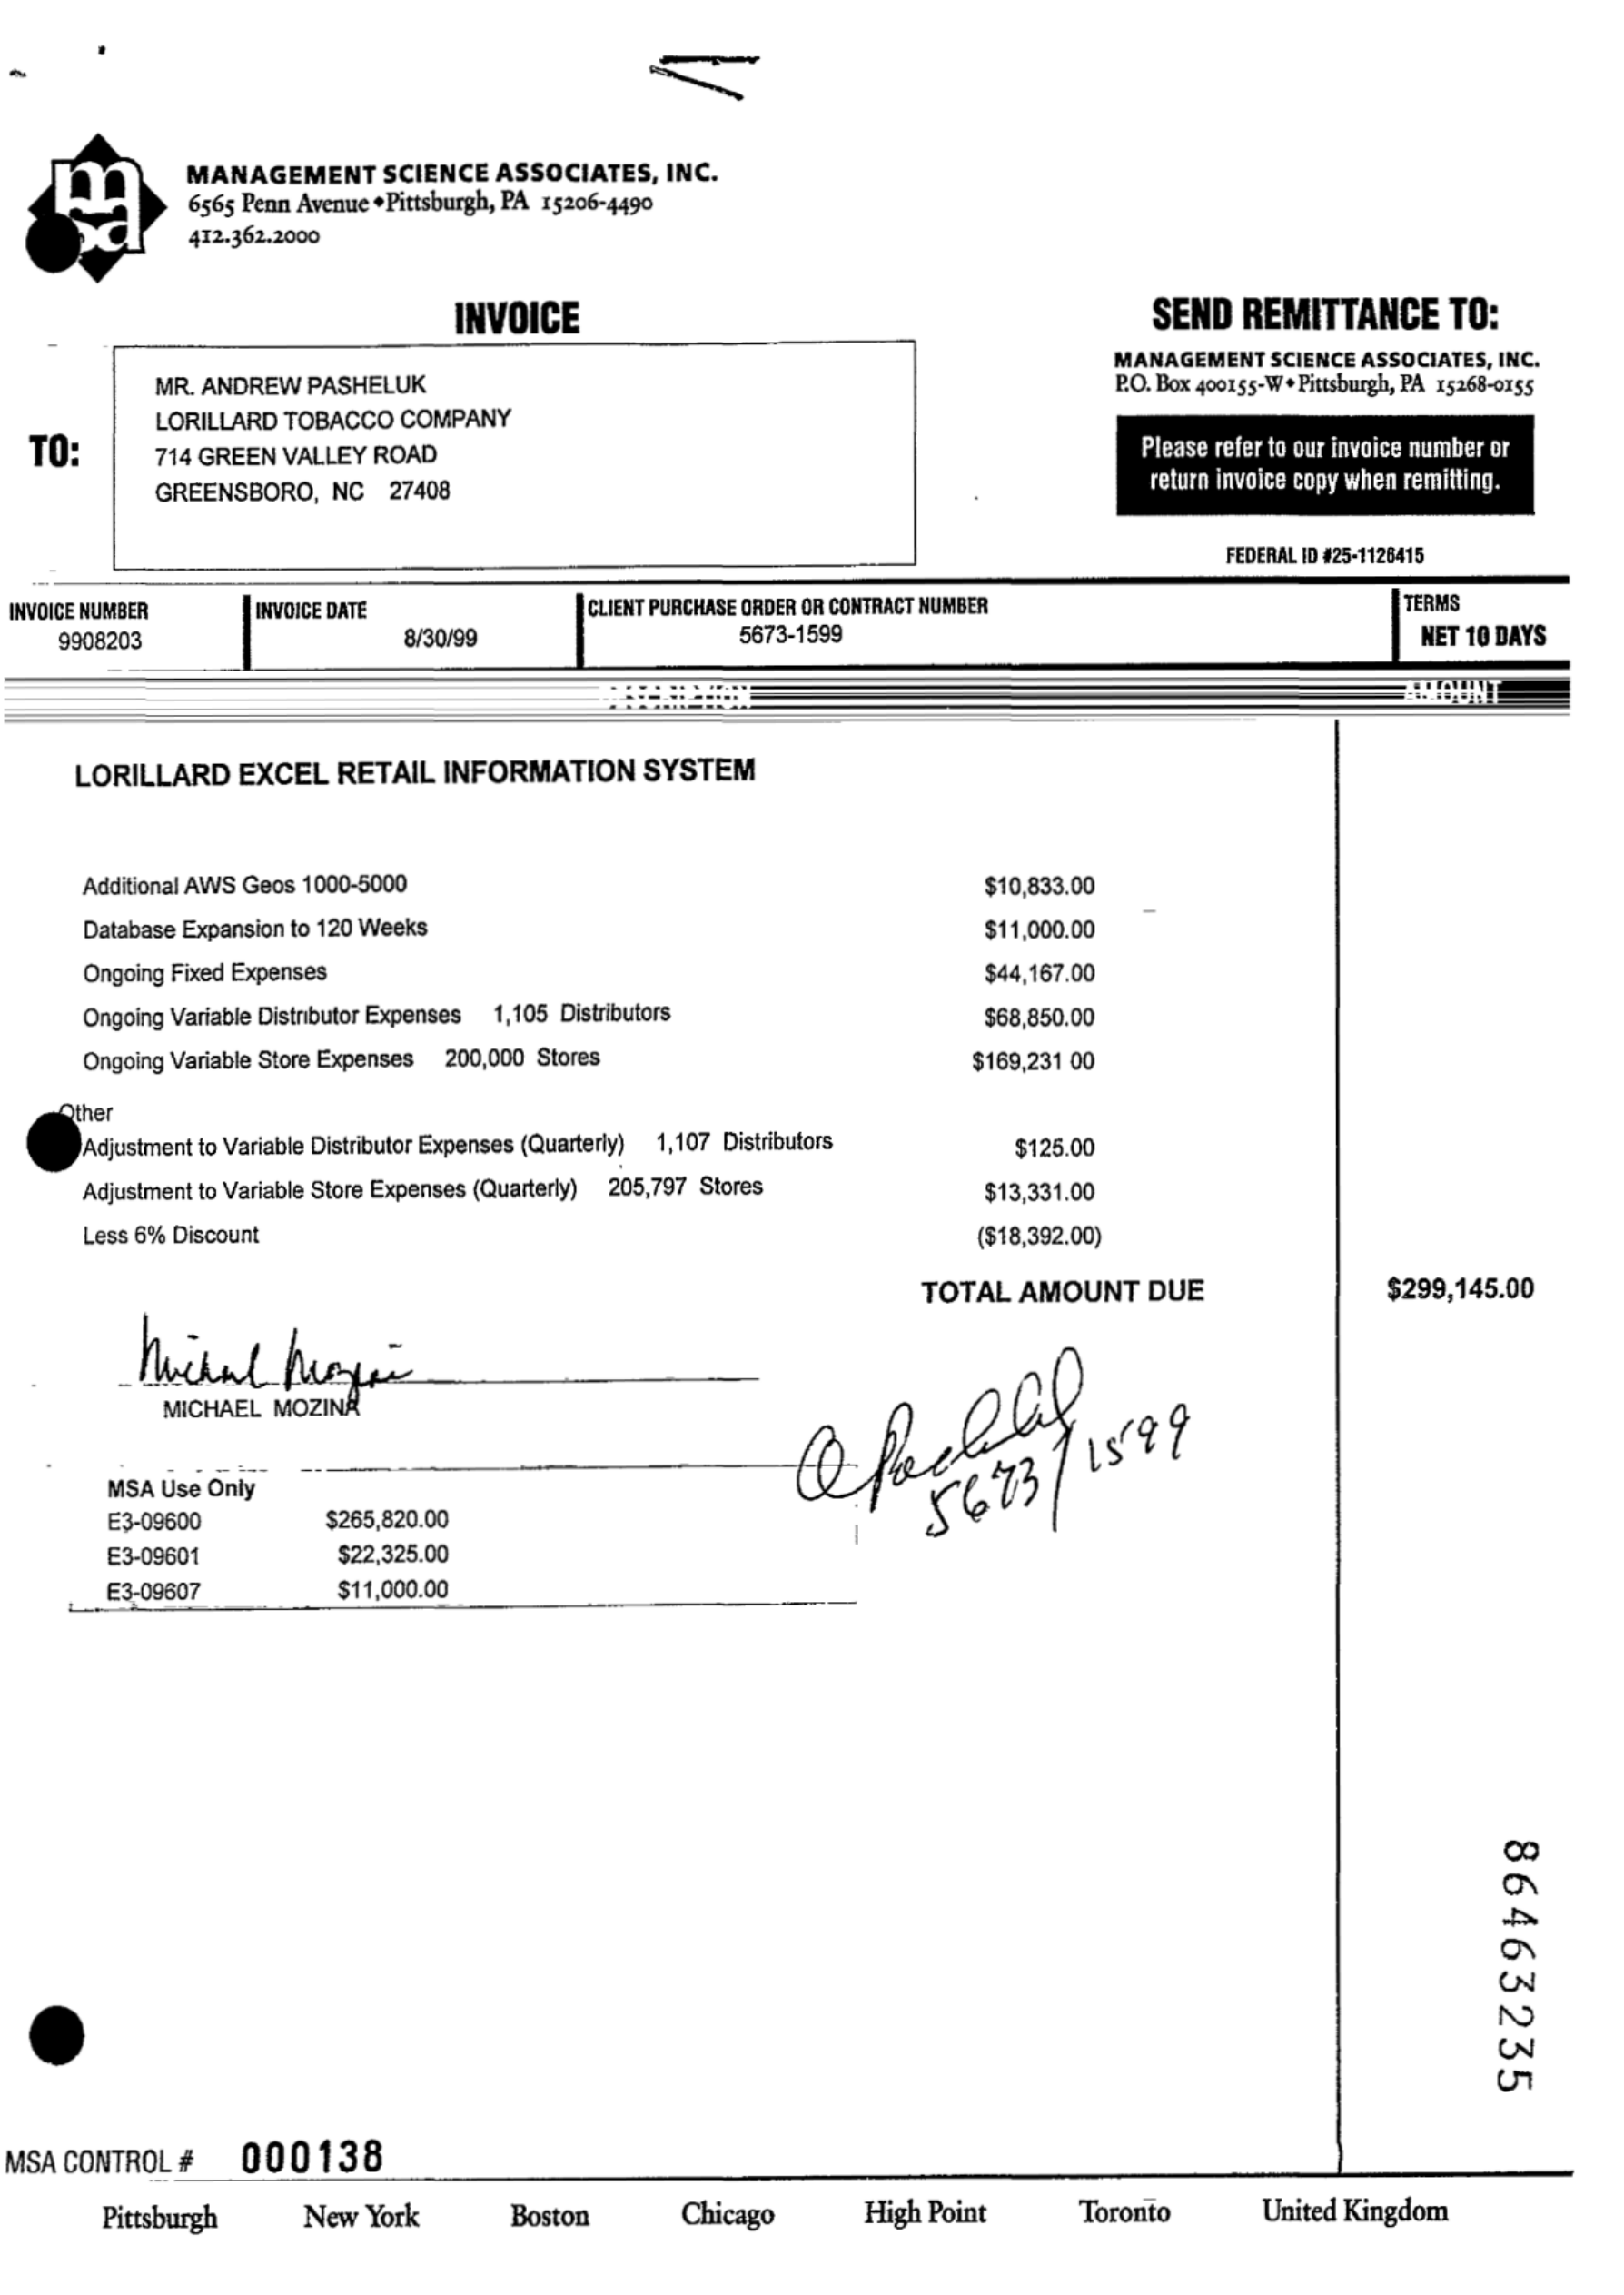 MANAGEMENT SCIENCE ASSOCIATES, INC.
6565 Penn Avenue ◆ Pittsburgh, PA 15206-4490
412.362.2000
INVOICE
TO:
MR. ANDREW PASHELUK
LORILLARD TOBACCO COMPANY
714 GREEN VALLEY ROAD
GREENSBORO, NC 27408
SEND REMITTANCE TO:
MANAGEMENT SCIENCE ASSOCIATES, INC.
P.O. Box 400155-W ◆ Pittsburgh, PA 15268-0155
Please refer to our invoice number or
return invoice copy when remitting.
FEDERAL ID #25-1126415
INVOICE NUMBER INVOICE DATE CLIENT PURCHASE ORDER OR CONTRACT NUMBER TERMS
9908203 8/30/99 5673-1599 NET 10 DAYS
DESCRIPTION AMOUNT
LORILLARD EXCEL RETAIL INFORMATION SYSTEM
Additional AWS Geos 1000-5000 $10,833.00
Database Expansion to 120 Weeks $11,000.00
Ongoing Fixed Expenses $44,167.00
Ongoing Variable Distributor Expenses 1,105 Distributors $68,850.00
Ongoing Variable Store Expenses 200,000 Stores $169,231 00
Other
Adjustment to Variable Distributor Expenses (Quarterly) 1,107 Distributors $125.00
Adjustment to Variable Store Expenses (Quarterly) 205,797 Stores $13,331.00
Less 6% Discount ($18,392.00)
TOTAL AMOUNT DUE $299,145.00
Michael Mozina
MICHAEL MOZINA
5673/1599
MSA Use Only
E3-09600 $265,820.00
E3-09601 $22,325.00
E3-09607 $11,000.00
86463235
MSA CONTROL # 000138
Pittsburgh New York Boston Chicago High Point Toronto United Kingdom